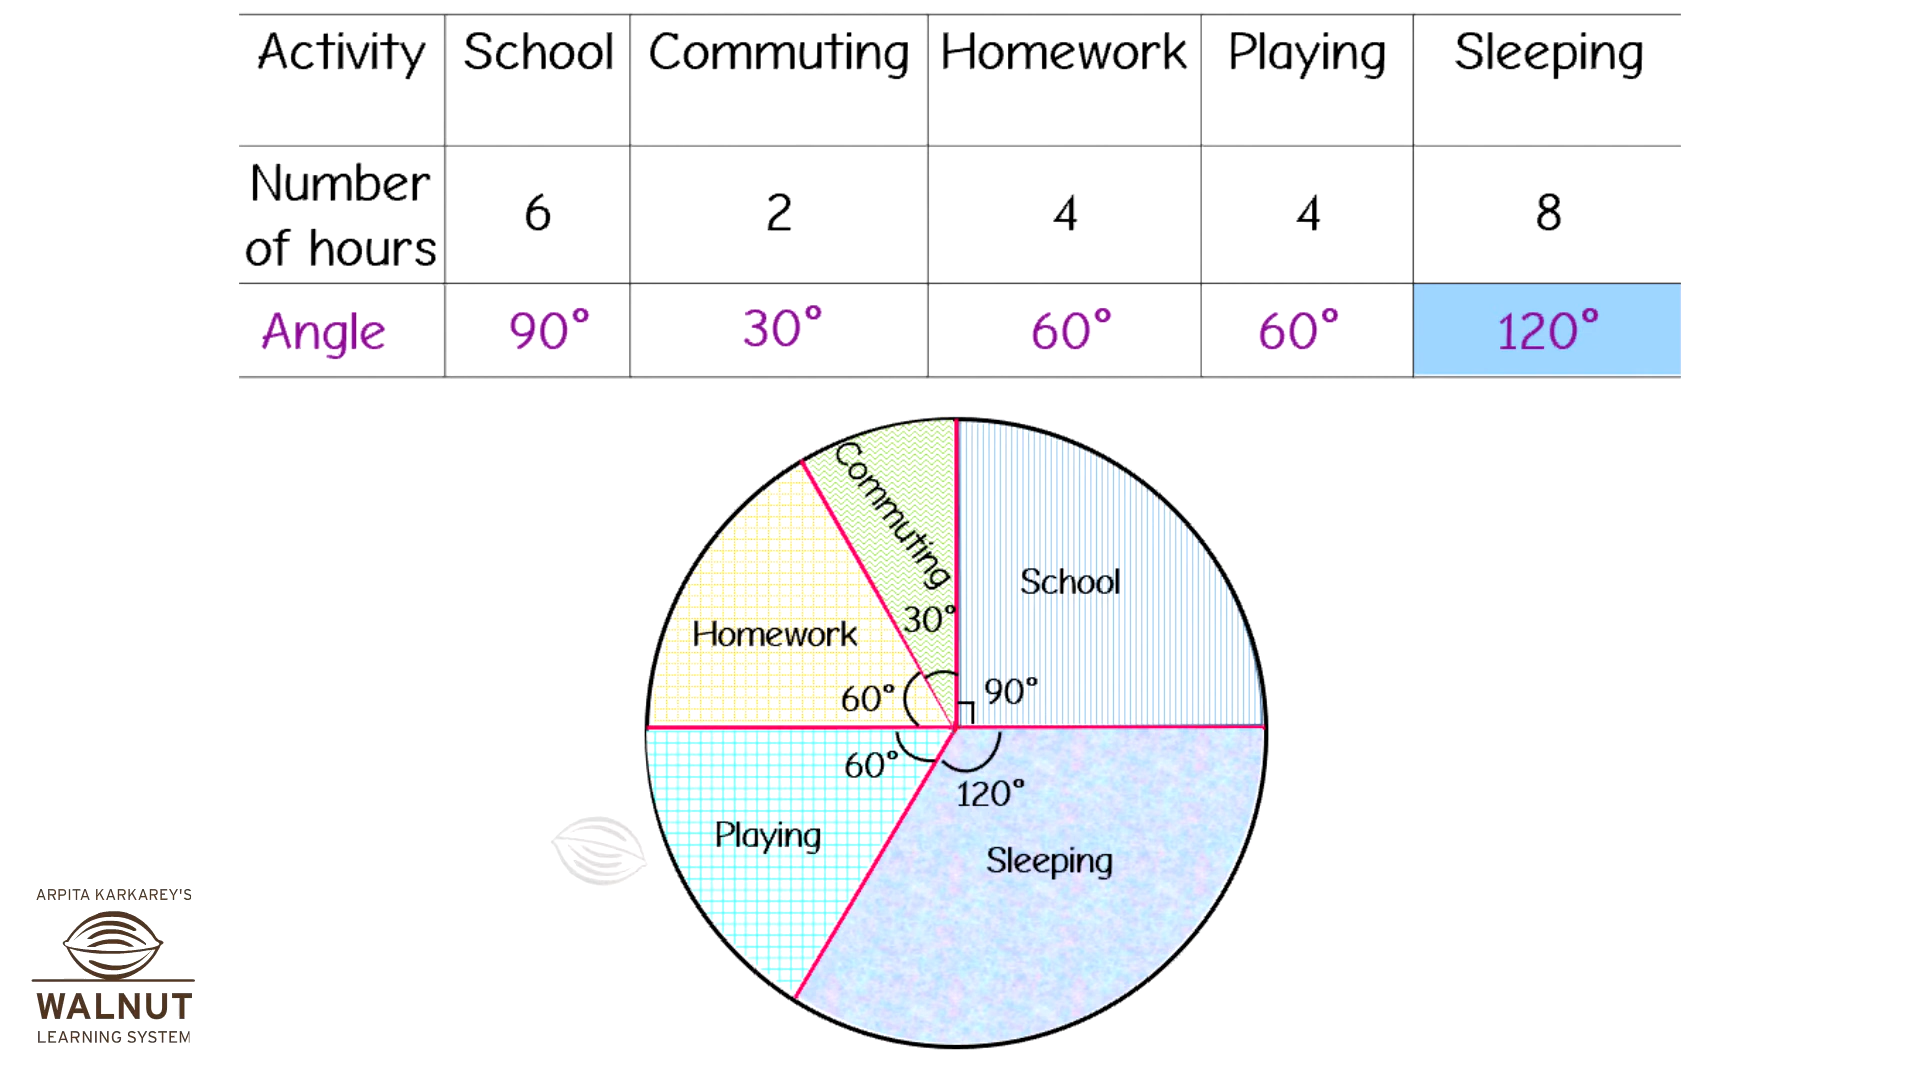 Activity School Commuting Homework Playing Sleeping
Number
of hours 6 2 4 4 8
Angle 90° 30° 60° 60° 120°
Commuting
30°
School
90°
Homework
60°
60°
120°
Playing
Sleeping
ARPITA KARKAREY'S
WALNUT
LEARNING SYSTEM